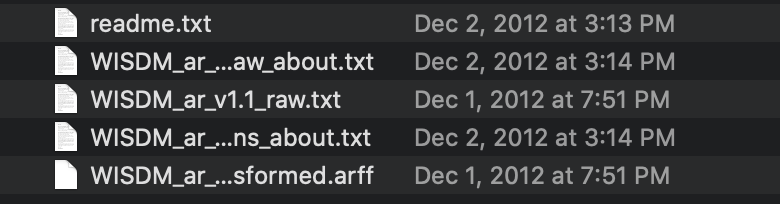 readme.txt Dec 2, 2012 at 3:13 PM
WISDM_ar_...aw_about.txt Dec 2, 2012 at 3:14 PM
WISDM_ar_v1.1_raw.txt Dec 1, 2012 at 7:51 PM
WISDM_ar_...ns_about.txt Dec 2, 2012 at 3:14 PM
WISDM_ar_...sformed.arff Dec 1, 2012 at 7:51 PM